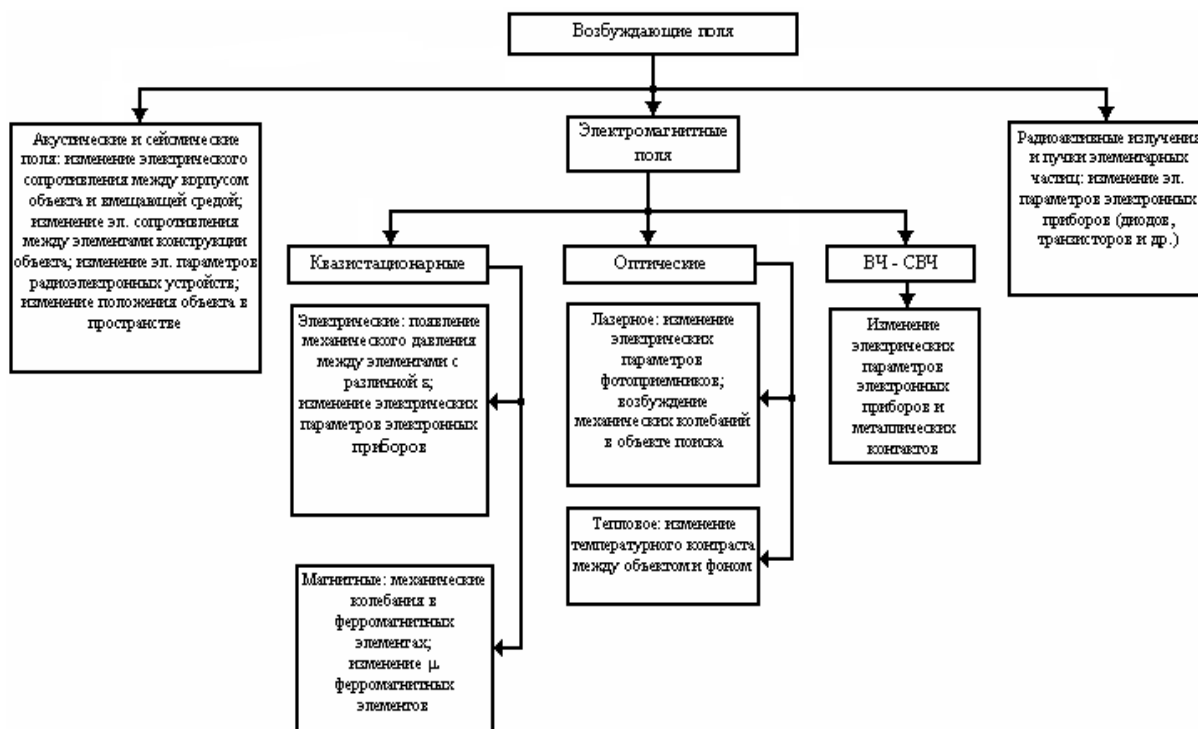 Возбуждающие поля
Акустические и сейсмические
поля: изменение электрического
сопротивления между корпусом
объекта и вмещающей средой;
изменение эл. сопротивления
между элементами конструкции
объекта; изменение эл. параметров
радиоэлектронных устройств;
изменение положения объекта в
пространстве
Электромагнитные
поля
Радиоактивные излучения
и пучки элементарных
частиц: изменение эл.
параметров электронных
приборов (диодов,
транзисторов и др.)
Квазистационарные
Оптические
ВЧ - СВЧ
Электрические: появление
механического давления
между элементами с
различной ε;
изменение электрических
параметров электронных
приборов
Лазерное: изменение
электрических
параметров
фотоприемников;
возбуждение
механических колебаний
в объекте поиска
Изменение
электрических
параметров
электронных
приборов и
металлических
контактов
Тепловое: изменение
температурного контраста
между объектом и фоном
Магнитные: механические
колебания в
ферромагнитных
элементах;
изменение μ
ферромагнитных
элементов